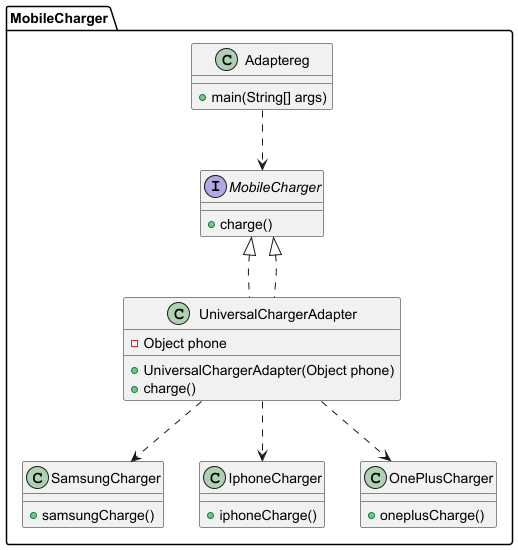 MobileCharger
C Adaptereg
main(String[] args)
I MobileCharger
charge()
C UniversalChargerAdapter
Object phone
UniversalChargerAdapter(Object phone)
charge()
C SamsungCharger
samsungCharge()
C IphoneCharger
iphoneCharge()
C OnePlusCharger
oneplusCharge()